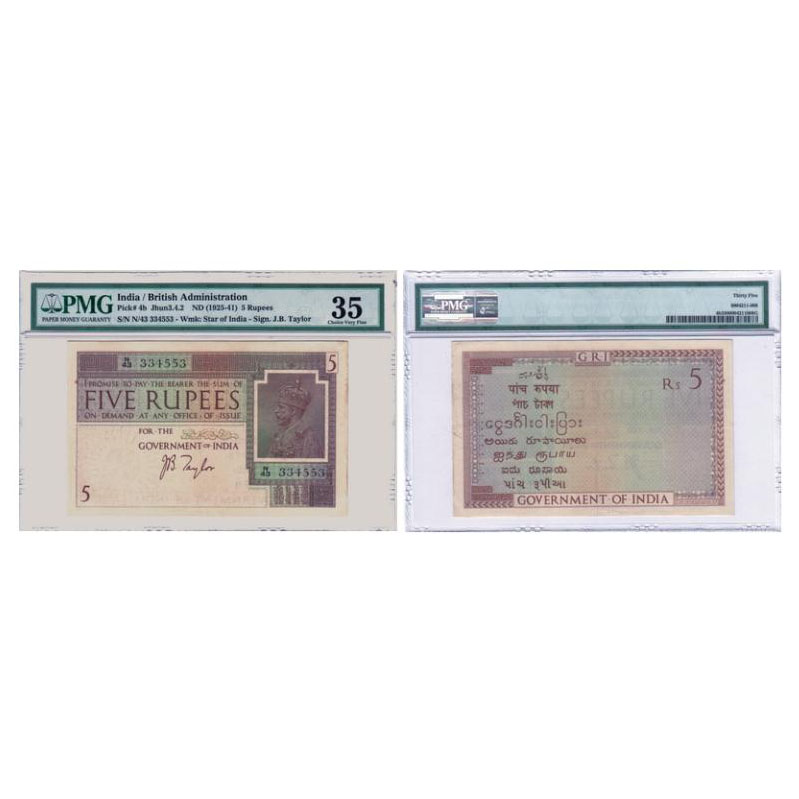 PMG
PAPER MONEY GUARANTY
India / British Administration
Pick# 4b Jhun3.4.2 ND (1925-41) 5 Rupees
S/N N/43 334553 - Wmk: Star of India - Sign. J.B. Taylor
35
Choice Very Fine
N/43 334553
5
I PROMISE TO PAY THE BEARER THE SUM OF
FIVE RUPEES
ON DEMAND AT ANY OFFICE OF ISSUE
FOR THE
GOVERNMENT OF INDIA
JB Taylor
N/43 334553
5
PMG
Thirty Five
GRI
पांच रुपया
পাঁচ টাকা
Rs 5
ஐந்து ரூபாய்
ਪਾਂਚ
પાંચ રૂપીઆ
GOVERNMENT OF INDIA